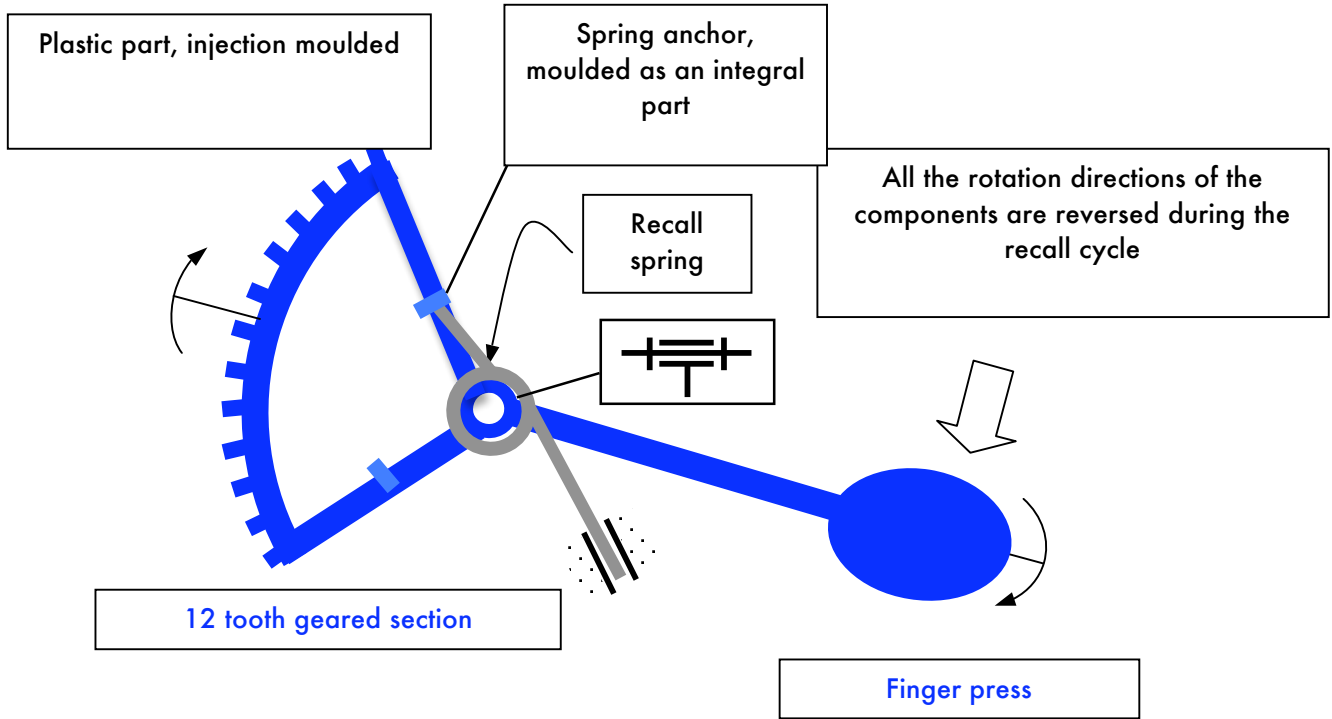 Plastic part, injection moulded
Spring anchor,
moulded as an integral
part
All the rotation directions of the
components are reversed during the
recall cycle
Recall
spring
12 tooth geared section
Finger press